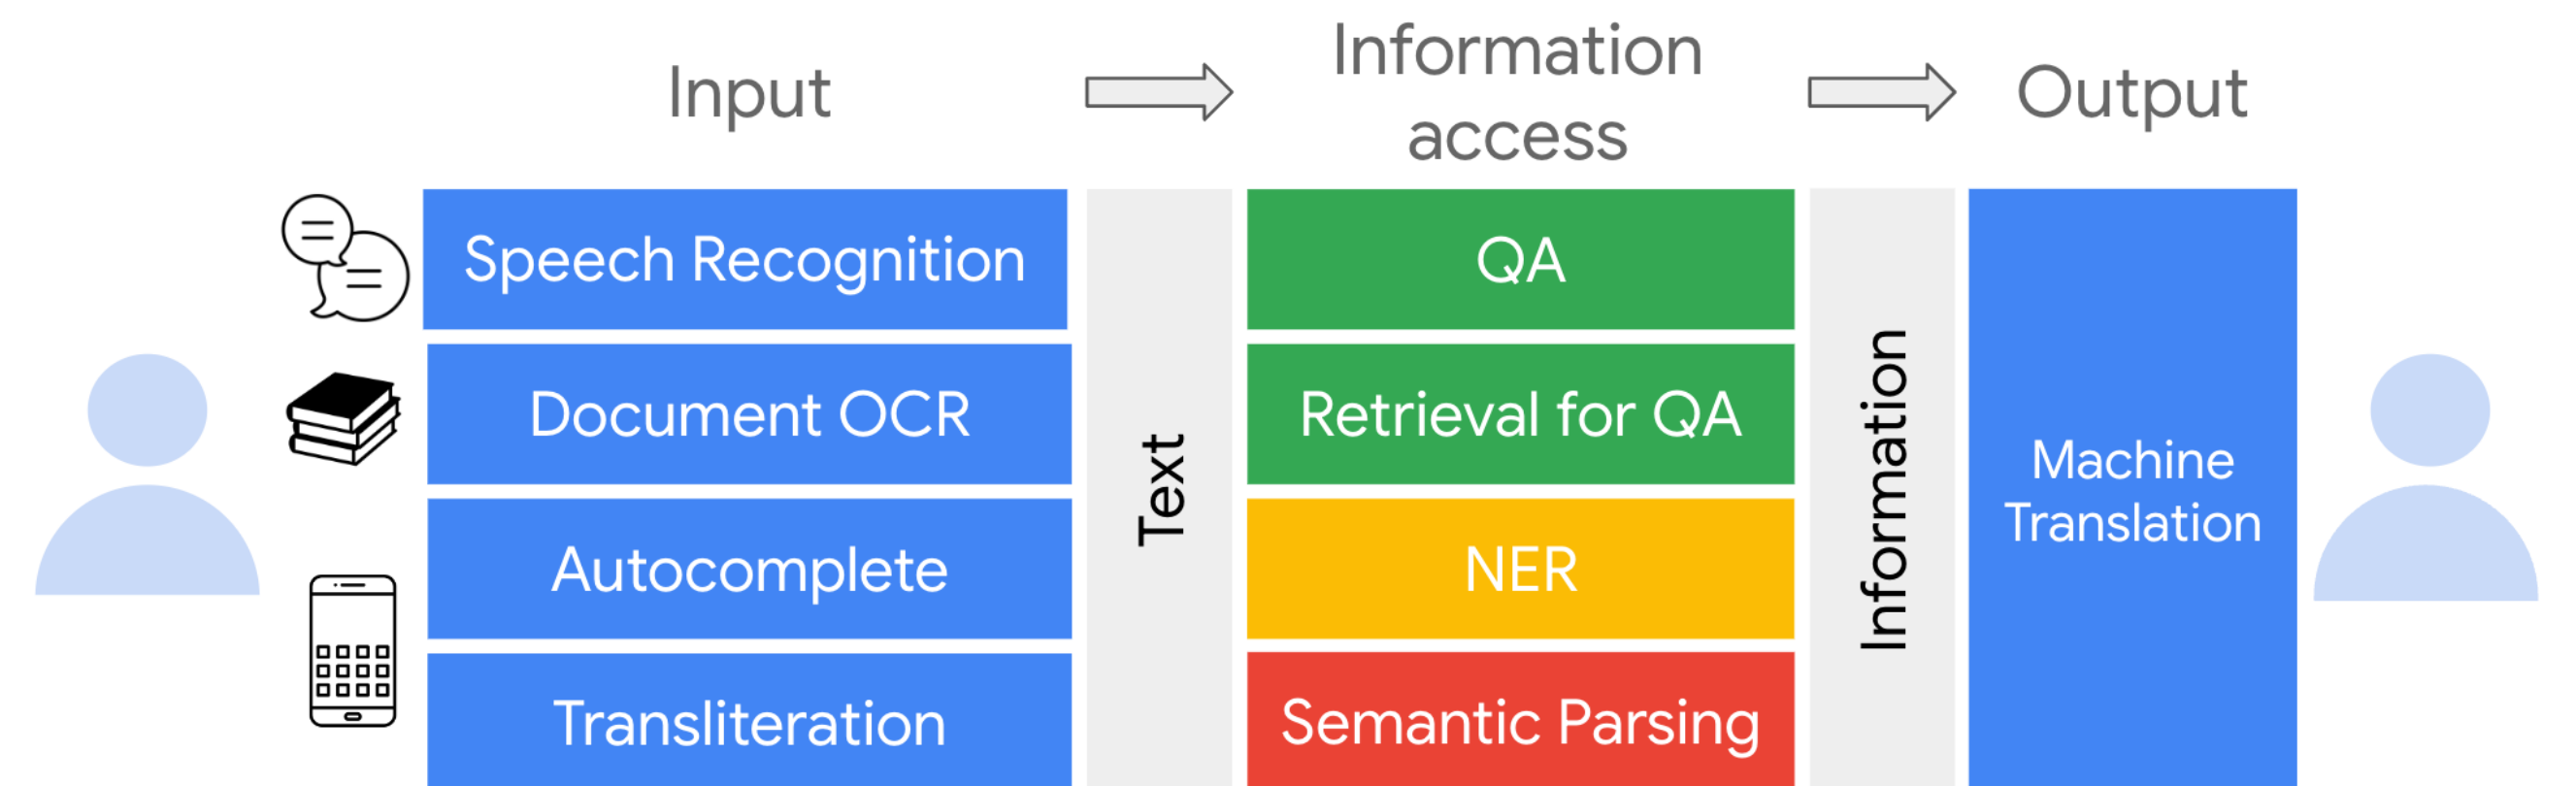 Input
Information
access
Output
Speech Recognition
Document OCR
Autocomplete
Transliteration
Text
QA
Retrieval for QA
NER
Semantic Parsing
Information
Machine
Translation